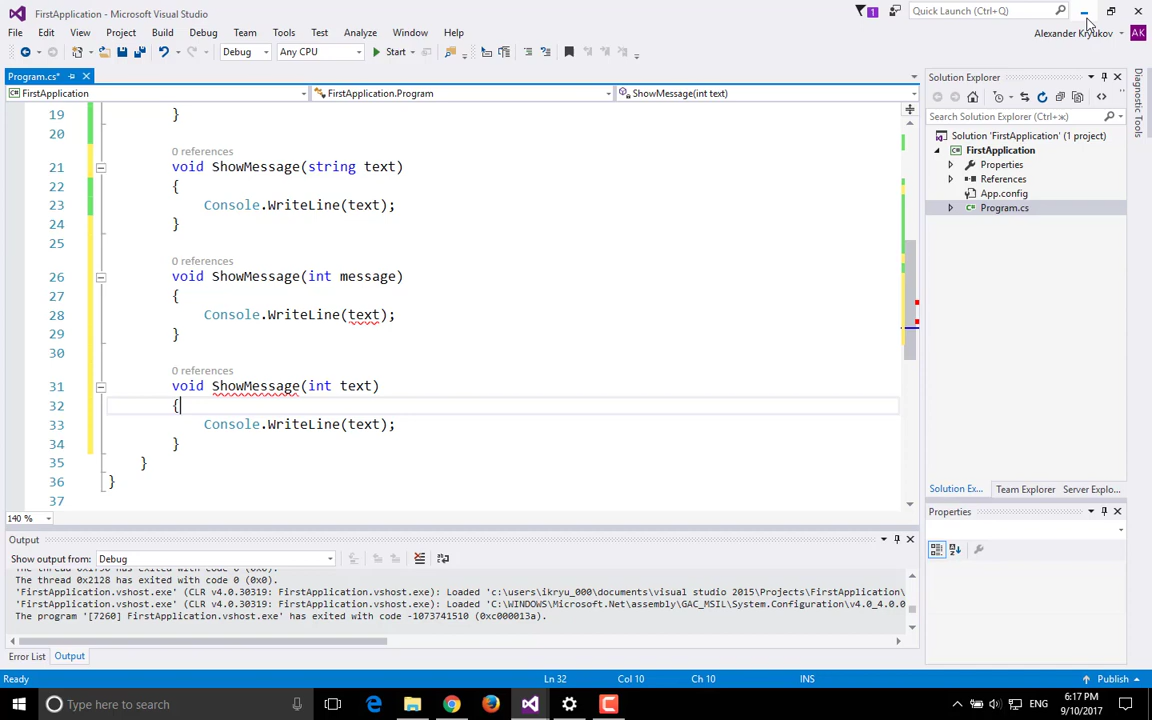 FirstApplication - Microsoft Visual Studio
1
Quick Launch (Ctrl+Q)
File Edit View Project Build Debug Team Tools Test Analyze Window Help
Alexander Kryukov AK
Debug Any CPU Start
Program.cs*
FirstApplication FirstApplication.Program ShowMessage(int text)
19 }
20
0 references
21 void ShowMessage(string text)
22 {
23 Console.WriteLine(text);
24 }
25
0 references
26 void ShowMessage(int message)
27 {
28 Console.WriteLine(text);
29 }
30
0 references
31 void ShowMessage(int text)
32 {
33 Console.WriteLine(text);
34 }
35 }
36 }
37
140 %
Solution Explorer
Search Solution Explorer (Ctrl+ж)
Solution 'FirstApplication' (1 project)
FirstApplication
Properties
References
App.config
Program.cs
Diagnostic Tools
Solution Ex... Team Explorer Server Explo...
Properties
Output
Show output from: Debug
The thread 0x2128 has exited with code 0 (0x0).
'FirstApplication.vshost.exe' (CLR v4.0.30319: FirstApplication.vshost.exe): Loaded 'c:\users\ikryu_000\documents\visual studio 2015\Projects\FirstApplication\
'FirstApplication.vshost.exe' (CLR v4.0.30319: FirstApplication.vshost.exe): Loaded 'C:\WINDOWS\Microsoft.Net\assembly\GAC_MSIL\System.Configuration\v4.0_4.0.0
The program '[7260] FirstApplication.vshost.exe' has exited with code -1073741510 (0xc000013a).
Error List Output
Ready Ln 32 Col 10 Ch 10 INS Publish
Type here to search
ENG
6:17 PM
9/10/2017